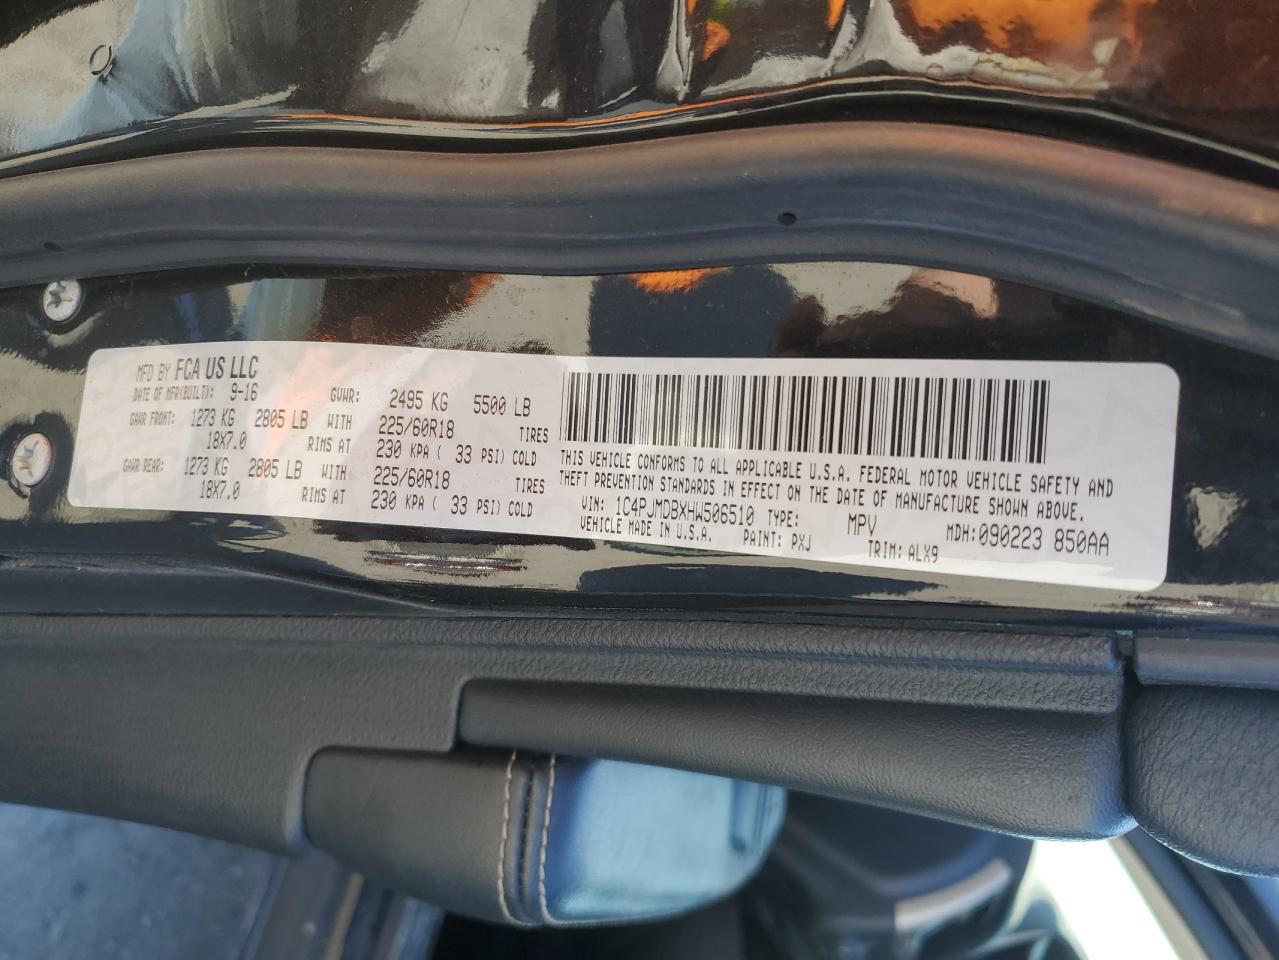 MFD BY FCA US LLC
DATE OF MFR(BUILT): 9-16 GVWR: 2495 KG 5500 LB
GAWR FRONT: 1273 KG 2805 LB WITH 225/60R18 TIRES
18X7.0 RIMS AT 230 KPA ( 33 PSI) COLD
GAWR REAR: 1273 KG 2805 LB WITH 225/60R18 TIRES
18X7.0 RIMS AT 230 KPA ( 33 PSI) COLD
THIS VEHICLE CONFORMS TO ALL APPLICABLE U.S.A. FEDERAL MOTOR VEHICLE SAFETY AND
THEFT PREVENTION STANDARDS IN EFFECT ON THE DATE OF MANUFACTURE SHOWN ABOVE.
VIN: 1C4PJMDBXHW506510 TYPE: MPV MDH: 090223 850AA
VEHICLE MADE IN U.S.A. PAINT: PXJ TRIM: ALX9